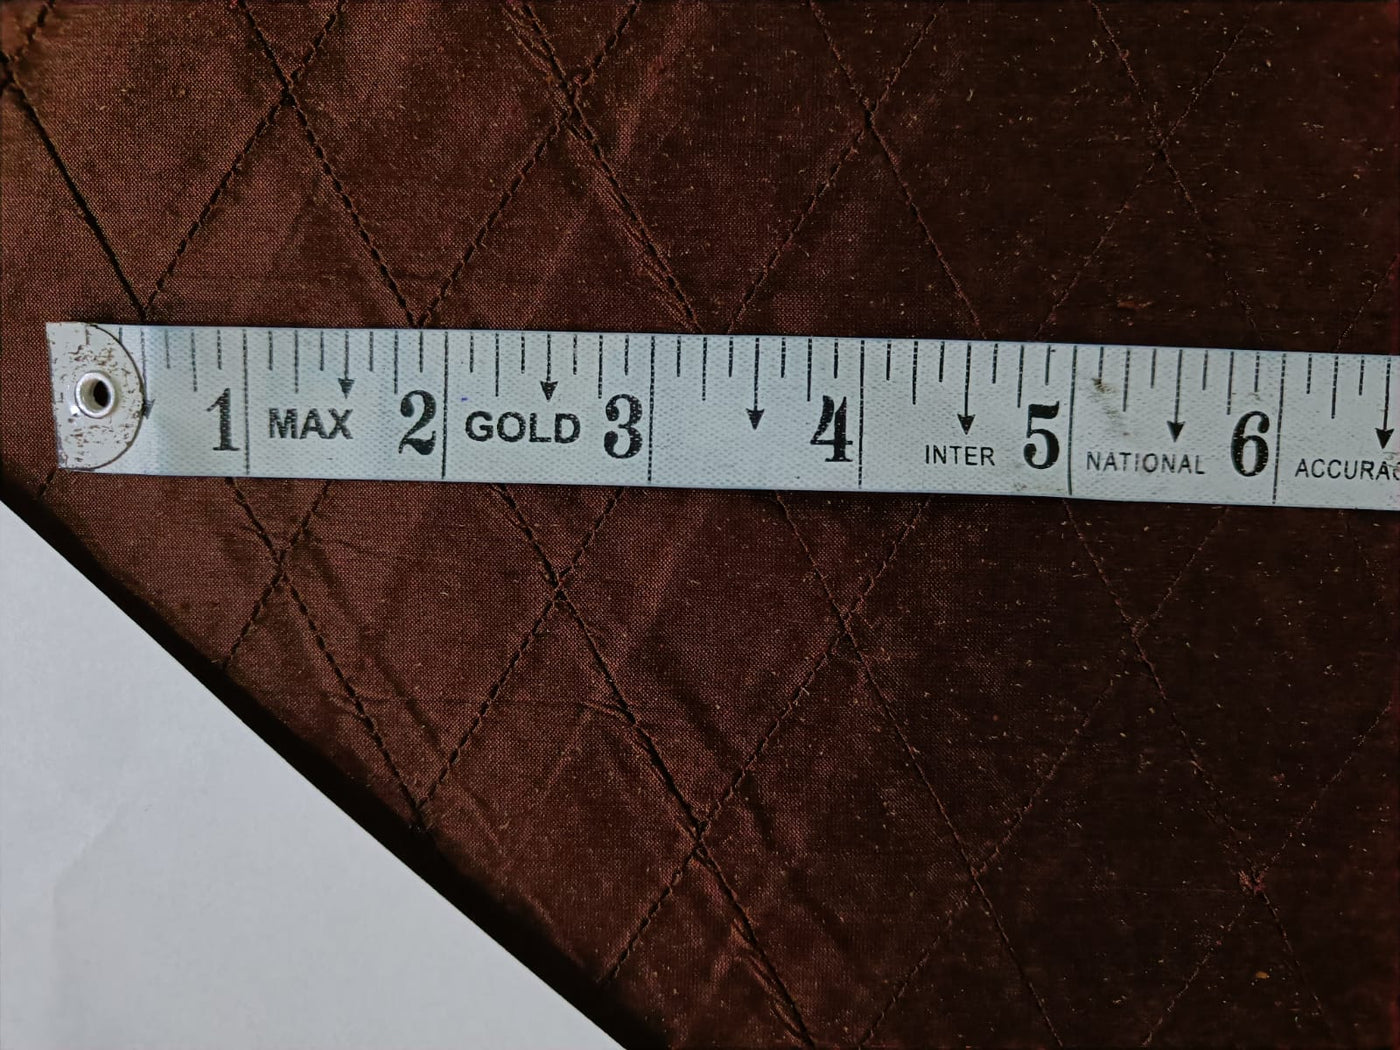 1 MAX 2 GOLD 3 4 INTER 5 NATIONAL 6 ACCURAC